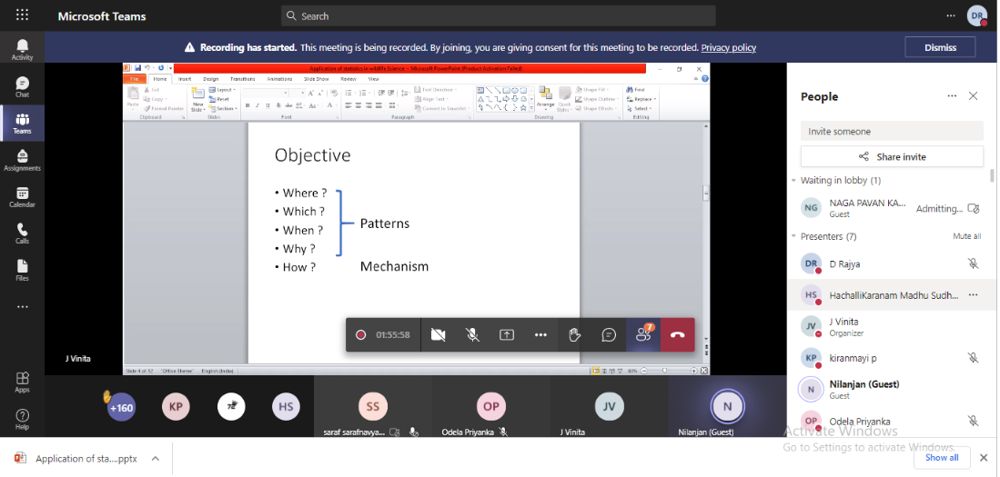 Microsoft Teams
Search
DR
Recording has started. This meeting is being recorded. By joining, you are giving consent for this meeting to be recorded. Privacy policy
Dismiss
Activity
Chat
Teams
Assignments
Calendar
Calls
Files
Apps
Help
Application of statistics in wildlife Science - Microsoft PowerPoint (Product Activation Failed)
File Home Insert Design Transitions Animations Slide Show Review View
Paste
Cut
Copy
Format Painter
Clipboard
New
Slide
Layout
Reset
Section
Slides
Font
Text Direction
Align Text
Convert to SmartArt
Paragraph
Arrange
Quick
Styles
Shape Fill
Shape Outline
Shape Effects
Drawing
Find
Replace
Select
Editing
Objective
• Where ?
• Which ?
• When ?
• Why ?
Patterns
• How ?
Mechanism
01:55:58
7
J Vinita
Slide 4 of 32 "Office Theme" English (India)
80%
+160
KP
HS
SS
saraf sarafnavya...
OP
Odela Priyanka
JV
J Vinita
N
Nilanjan (Guest)
People
Invite someone
Share invite
Waiting in lobby (1)
NG
NAGA PAVAN KA...
Guest
Admitting...
Presenters (7)
Mute all
DR
D Rajya
HS
HachalliKaranam Madhu Sudh...
JV
J Vinita
Organizer
KP
kiranmayi p
N
Nilanjan (Guest)
Guest
OP
Odela Priyanka
Activate Windows
Go to Settings to activate Windows.
Application of sta....pptx
Show all